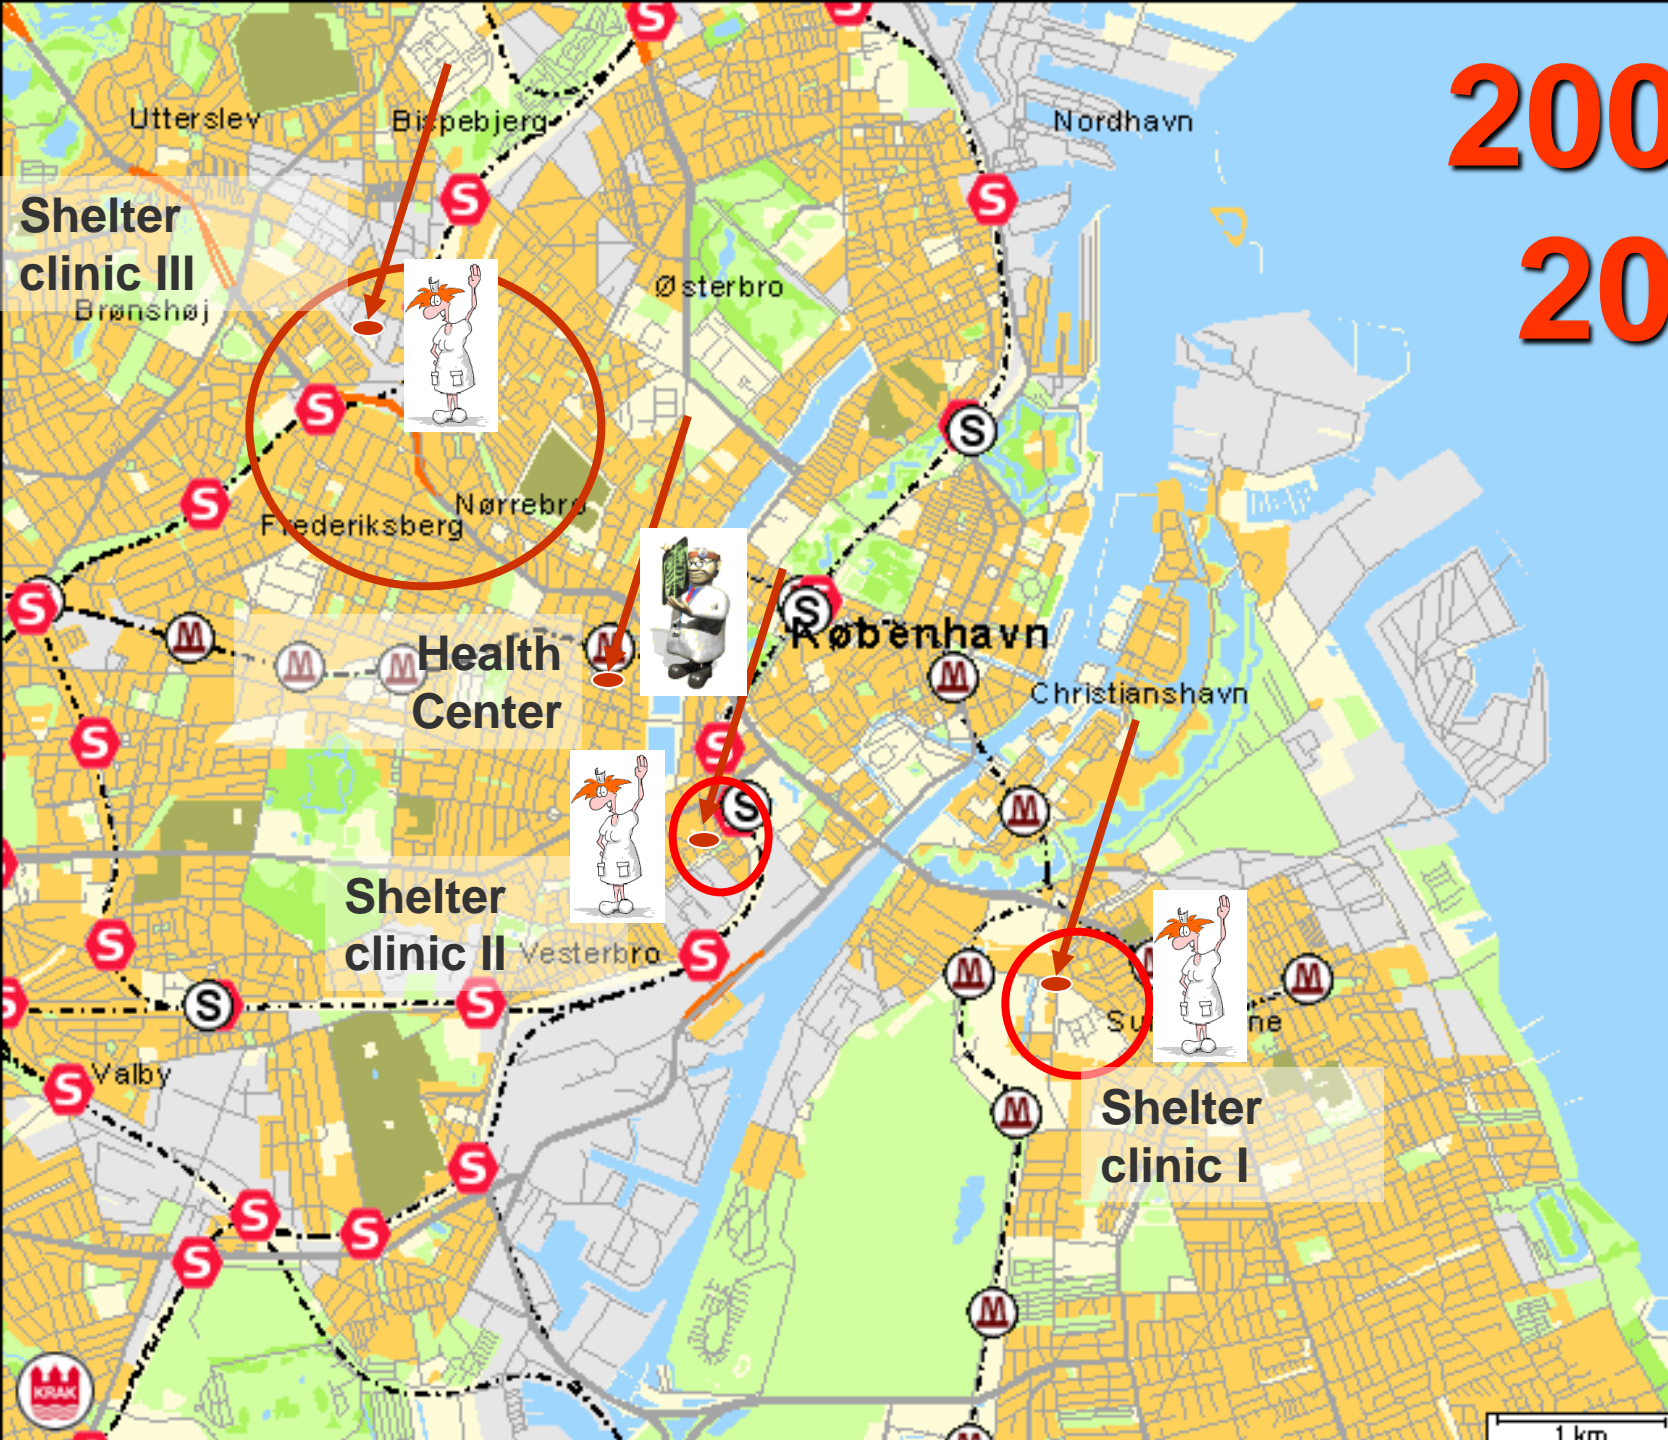 200
20
Utterslev
Bispebjerg
Nordhavn
Shelter
clinic III
Brønshøj
Østerbro
S
Nørrebro
Frederiksberg
København
M
Health
Center
Christianshavn
Shelter
clinic II
Vesterbro
Valby
Shelter
clinic I
KRAK
1 km